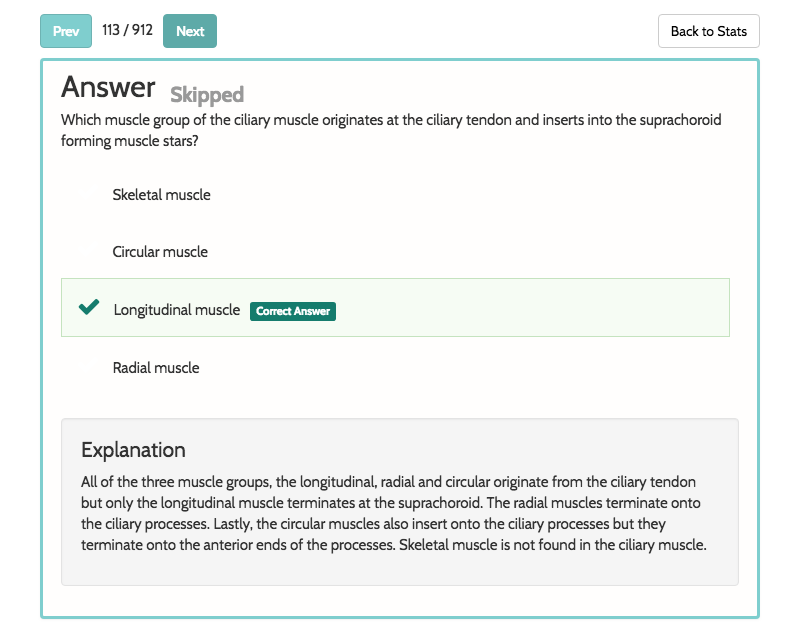 Prev 113 / 912 Next Back to Stats
Answer Skipped
Which muscle group of the ciliary muscle originates at the ciliary tendon and inserts into the suprachoroid
forming muscle stars?
Skeletal muscle
Circular muscle
Longitudinal muscle Correct Answer
Radial muscle
Explanation
All of the three muscle groups, the longitudinal, radial and circular originate from the ciliary tendon
but only the longitudinal muscle terminates at the suprachoroid. The radial muscles terminate onto
the ciliary processes. Lastly, the circular muscles also insert onto the ciliary processes but they
terminate onto the anterior ends of the processes. Skeletal muscle is not found in the ciliary muscle.